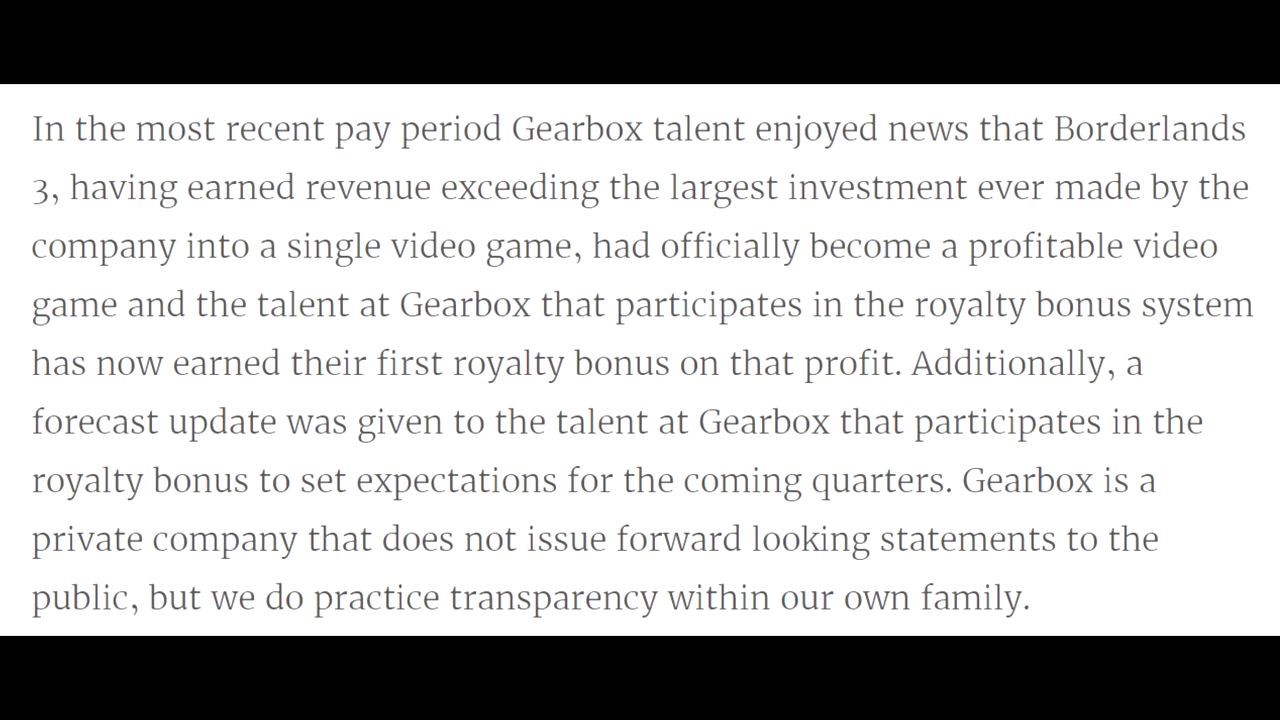 In the most recent pay period Gearbox talent enjoyed news that Borderlands
3, having earned revenue exceeding the largest investment ever made by the
company into a single video game, had officially become a profitable video
game and the talent at Gearbox that participates in the royalty bonus system
has now earned their first royalty bonus on that profit. Additionally, a
forecast update was given to the talent at Gearbox that participates in the
royalty bonus to set expectations for the coming quarters. Gearbox is a
private company that does not issue forward looking statements to the
public, but we do practice transparency within our own family.